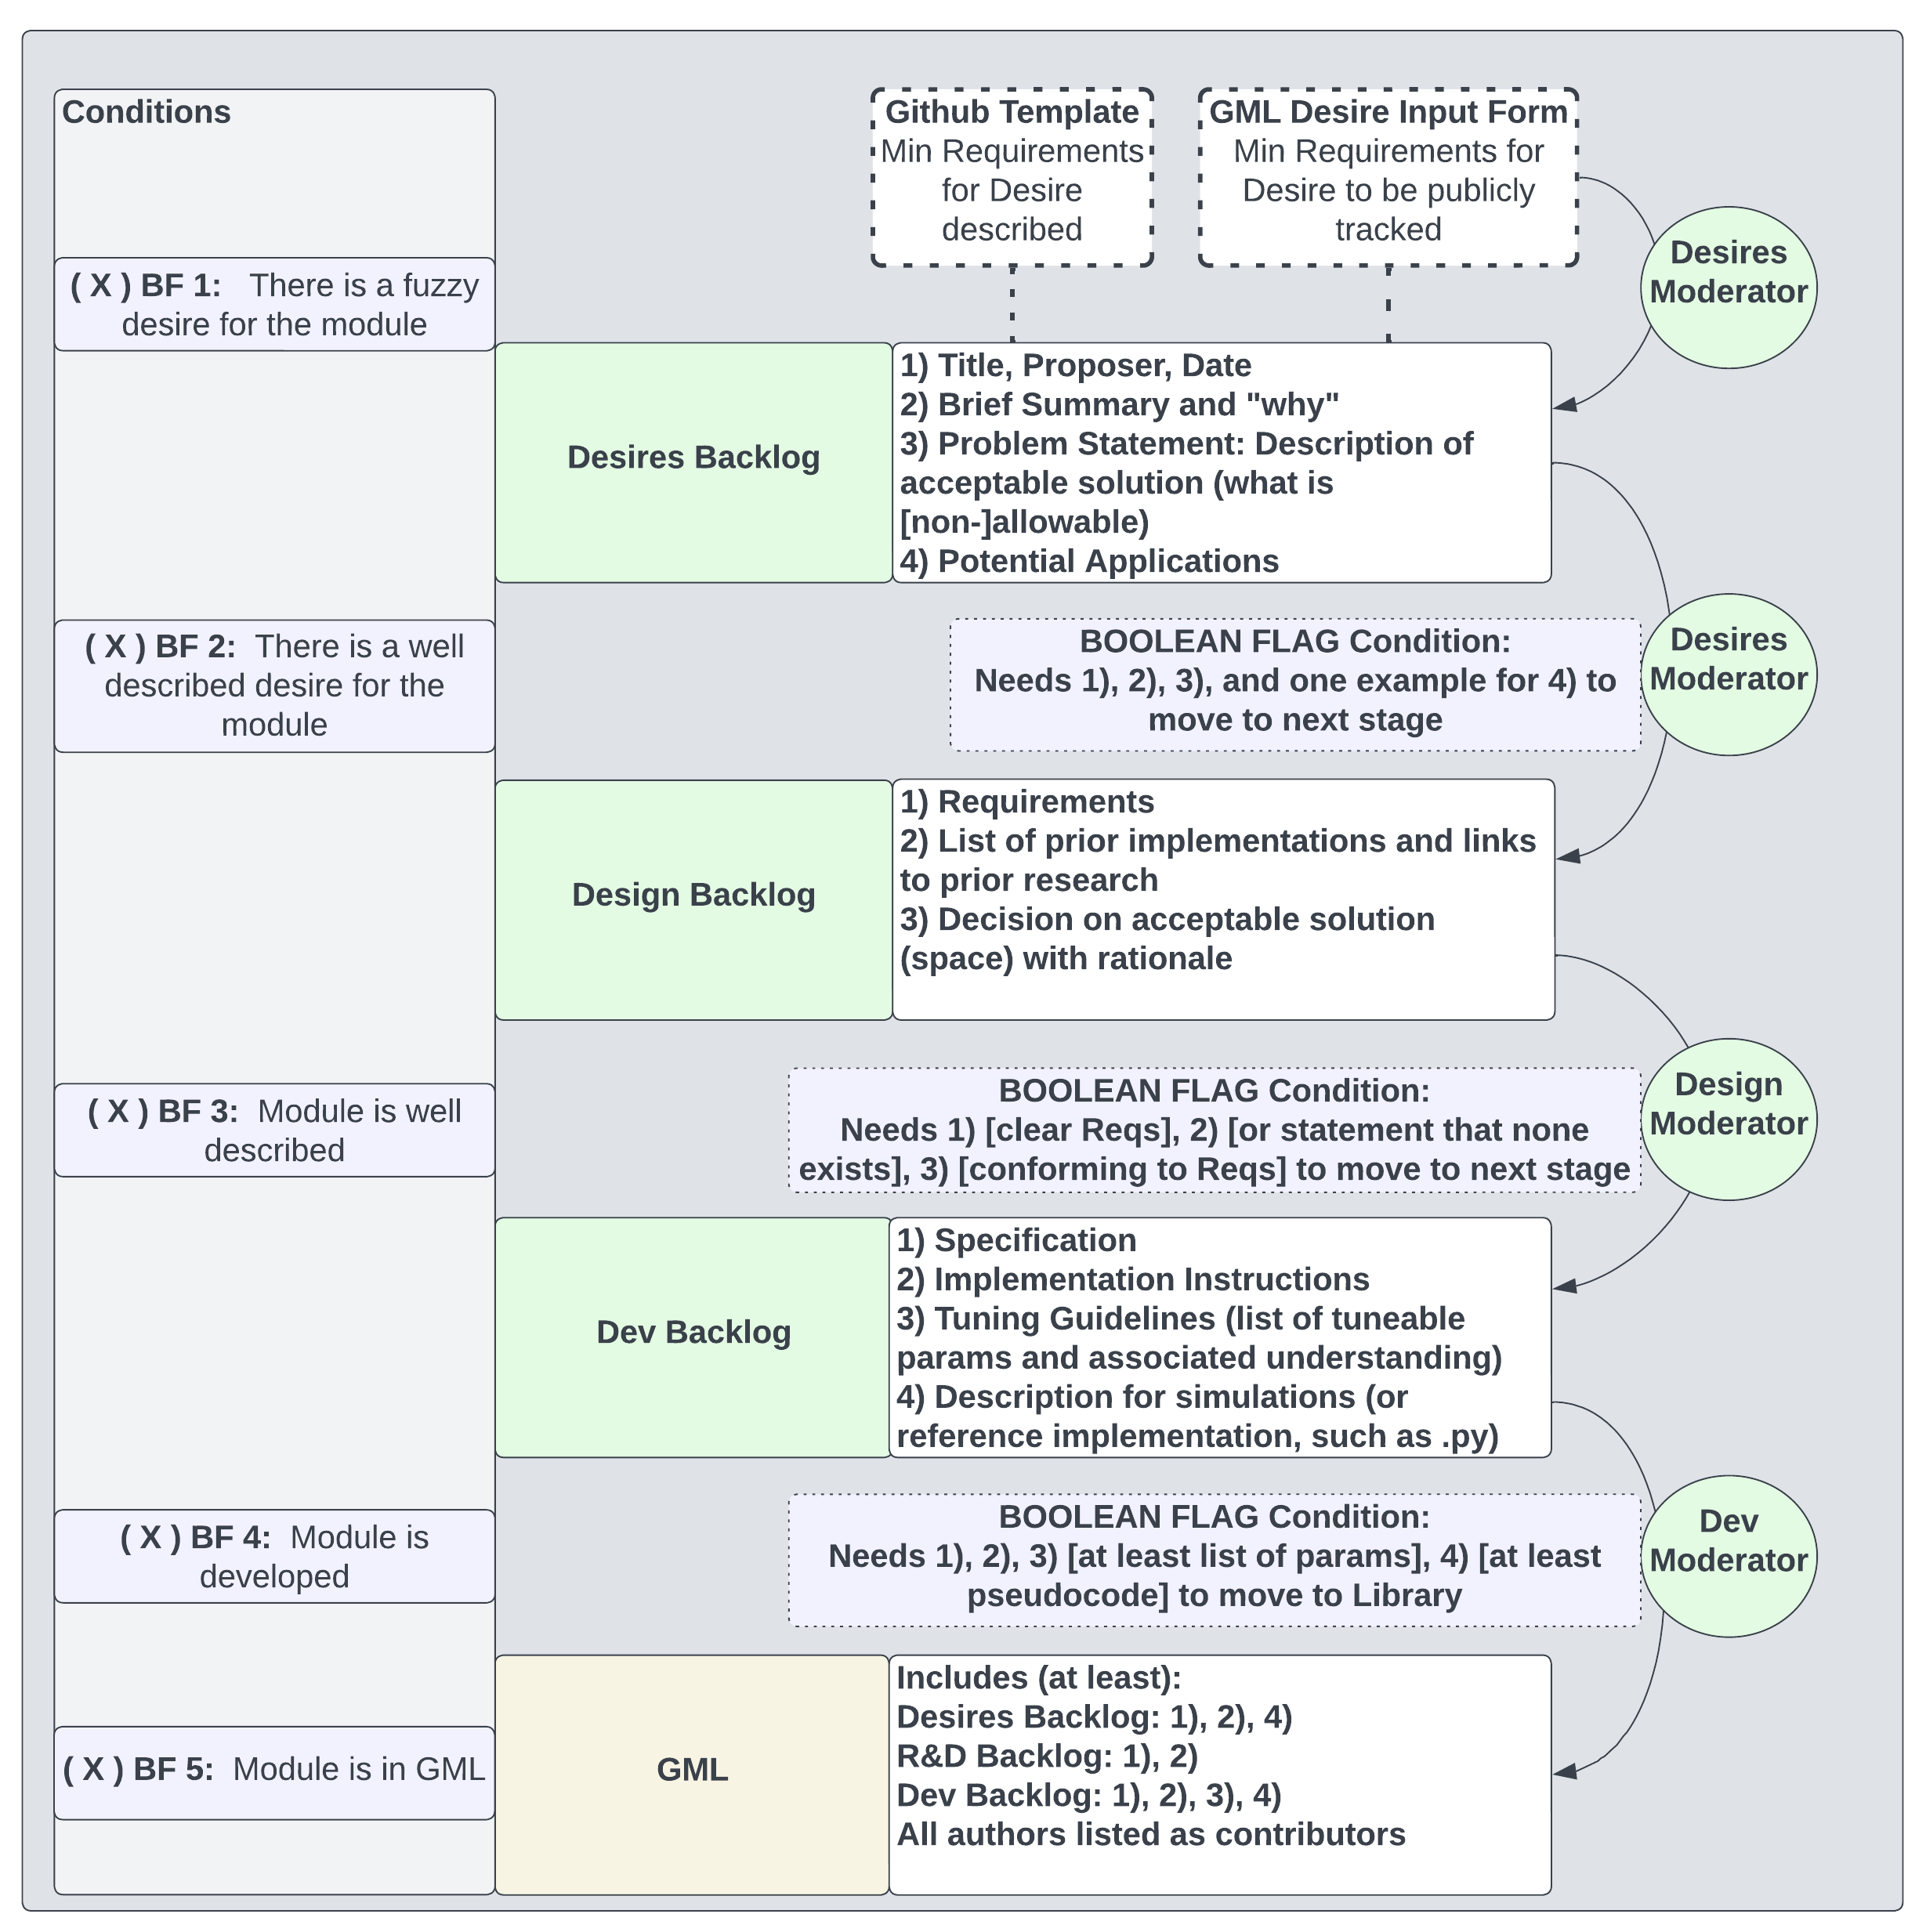 Conditions
Github Template
Min Requirements
for Desire
described
GML Desire Input Form
Min Requirements for
Desire to be publicly
tracked
Desires
Moderator
( X ) BF 1: There is a fuzzy
desire for the module
Desires Backlog
1) Title, Proposer, Date
2) Brief Summary and "why"
3) Problem Statement: Description of
acceptable solution (what is
[non-]allowable)
4) Potential Applications
( X ) BF 2: There is a well
described desire for the
module
BOOLEAN FLAG Condition:
Needs 1), 2), 3), and one example for 4) to
move to next stage
Desires
Moderator
Design Backlog
1) Requirements
2) List of prior implementations and links
to prior research
3) Decision on acceptable solution
(space) with rationale
( X ) BF 3: Module is well
described
BOOLEAN FLAG Condition:
Needs 1) [clear Reqs], 2) [or statement that none
exists], 3) [conforming to Reqs] to move to next stage
Design
Moderator
Dev Backlog
1) Specification
2) Implementation Instructions
3) Tuning Guidelines (list of tuneable
params and associated understanding)
4) Description for simulations (or
reference implementation, such as .py)
( X ) BF 4: Module is
developed
BOOLEAN FLAG Condition:
Needs 1), 2), 3) [at least list of params], 4) [at least
pseudocode] to move to Library
Dev
Moderator
( X ) BF 5: Module is in GML
GML
Includes (at least):
Desires Backlog: 1), 2), 4)
R&D Backlog: 1), 2)
Dev Backlog: 1), 2), 3), 4)
All authors listed as contributors